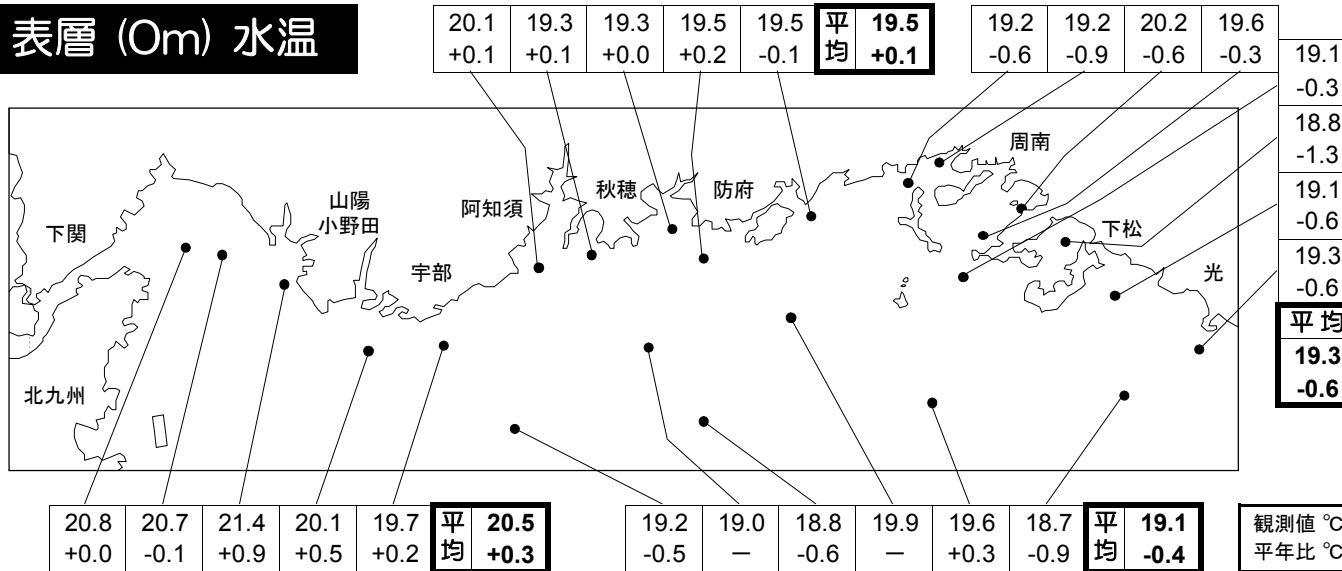 表層 (0m) 水温
20.1 19.3 19.3 19.5 19.5 平均 19.5
+0.1 +0.1 +0.0 +0.2 -0.1 +0.1
19.2 19.2 20.2 19.6
-0.6 -0.9 -0.6 -0.3
19.1
-0.3
18.8
-1.3
19.1
-0.6
19.3
-0.6
平均
19.3
-0.6
下関
山陽
小野田
宇部
阿知須
秋穂
防府
周南
下松
光
北九州
20.8 20.7 21.4 20.1 19.7 平均 20.5
+0.0 -0.1 +0.9 +0.5 +0.2 +0.3
19.2 19.0 18.8 19.9 19.6 18.7 平均 19.1
-0.5 － -0.6 － +0.3 -0.9 -0.4
観測値 ℃
平年比 ℃